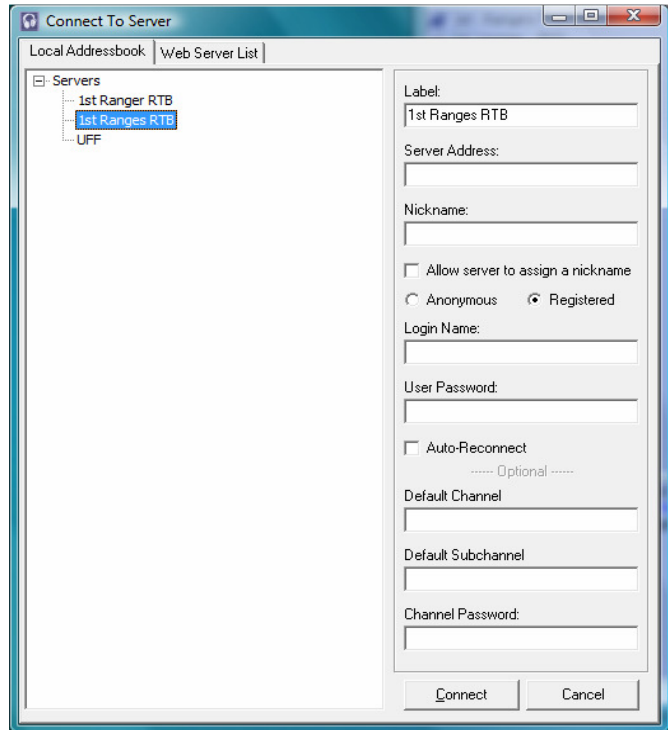 Connect To Server
Local Addressbook Web Server List
Servers
1st Ranger RTB
1st Ranges RTB
UFF
Label:
1st Ranges RTB
Server Address:
Nickname:
Allow server to assign a nickname
Anonymous Registered
Login Name:
User Password:
Auto-Reconnect
------ Optional ------
Default Channel
Default Subchannel
Channel Password:
Connect Cancel